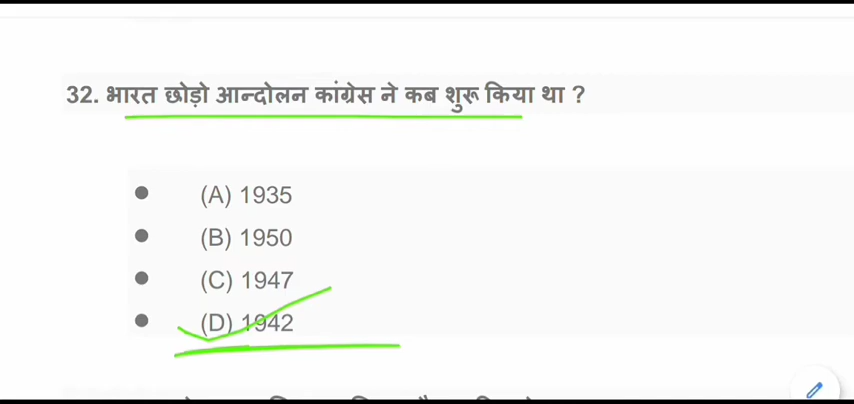 32. भारत छोड़ो आन्दोलन कांग्रेस ने कब शुरू किया था ?
(A) 1935
(B) 1950
(C) 1947
(D) 1942